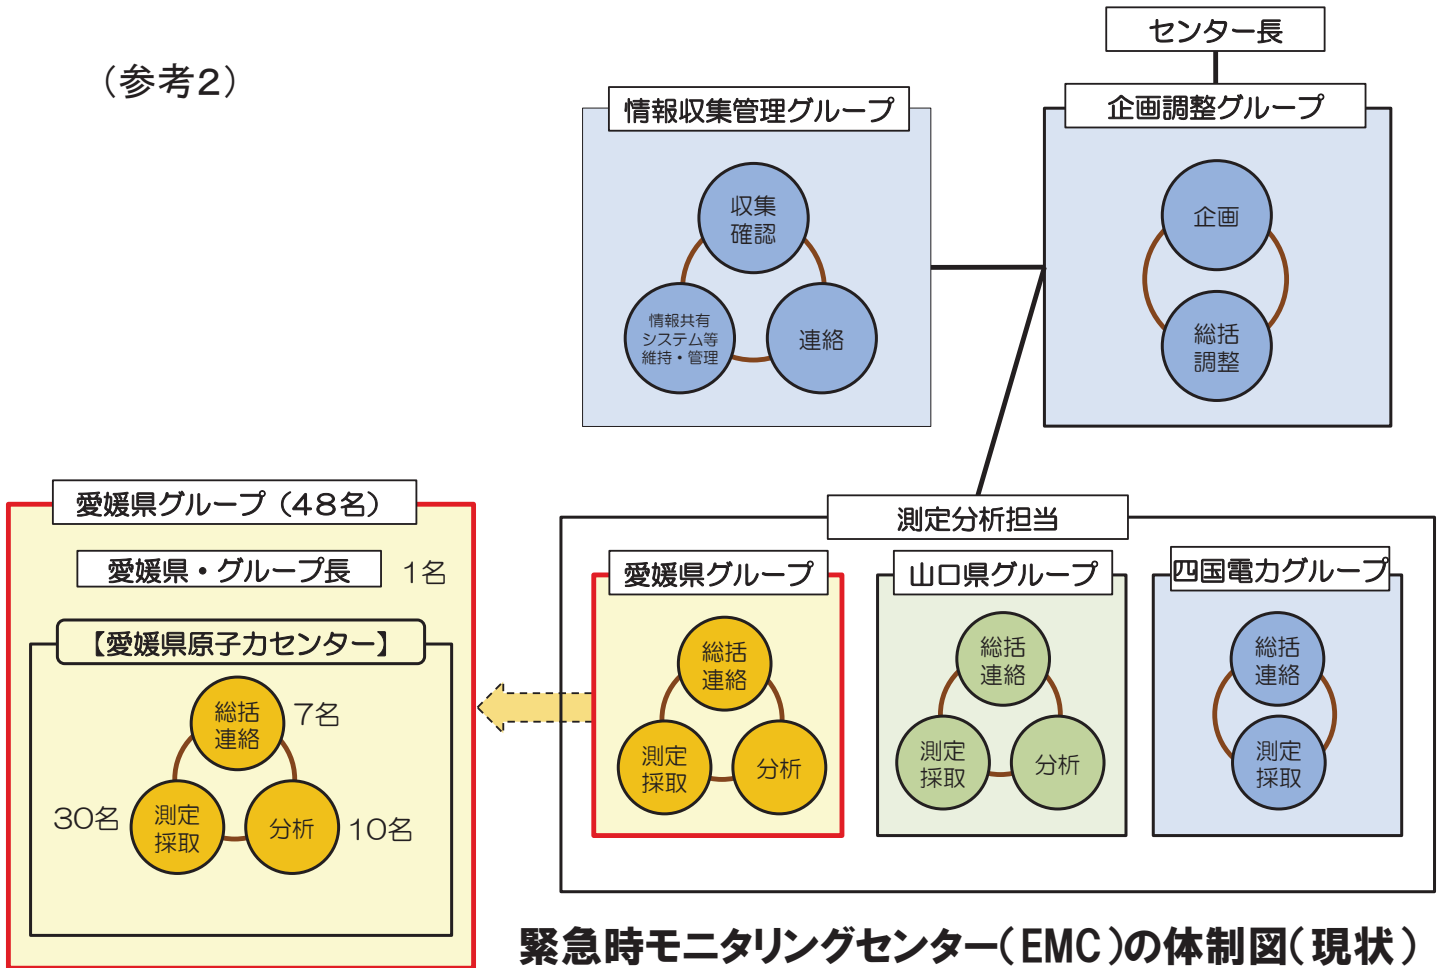 （参考２）
センター長
情報収集管理グループ
企画調整グループ
収集
確認
情報共有
システム等
維持・管理
連絡
企画
総括
調整
測定分析担当
愛媛県グループ
総括
連絡
測定
採取
分析
山口県グループ
総括
連絡
測定
採取
分析
四国電力グループ
総括
連絡
測定
採取
愛媛県グループ（４８名）
愛媛県・グループ長
１名
【愛媛県原子力センター】
総括
連絡
７名
３０名
測定
採取
分析
１０名
緊急時モニタリングセンター（ＥＭＣ）の体制図（現状）